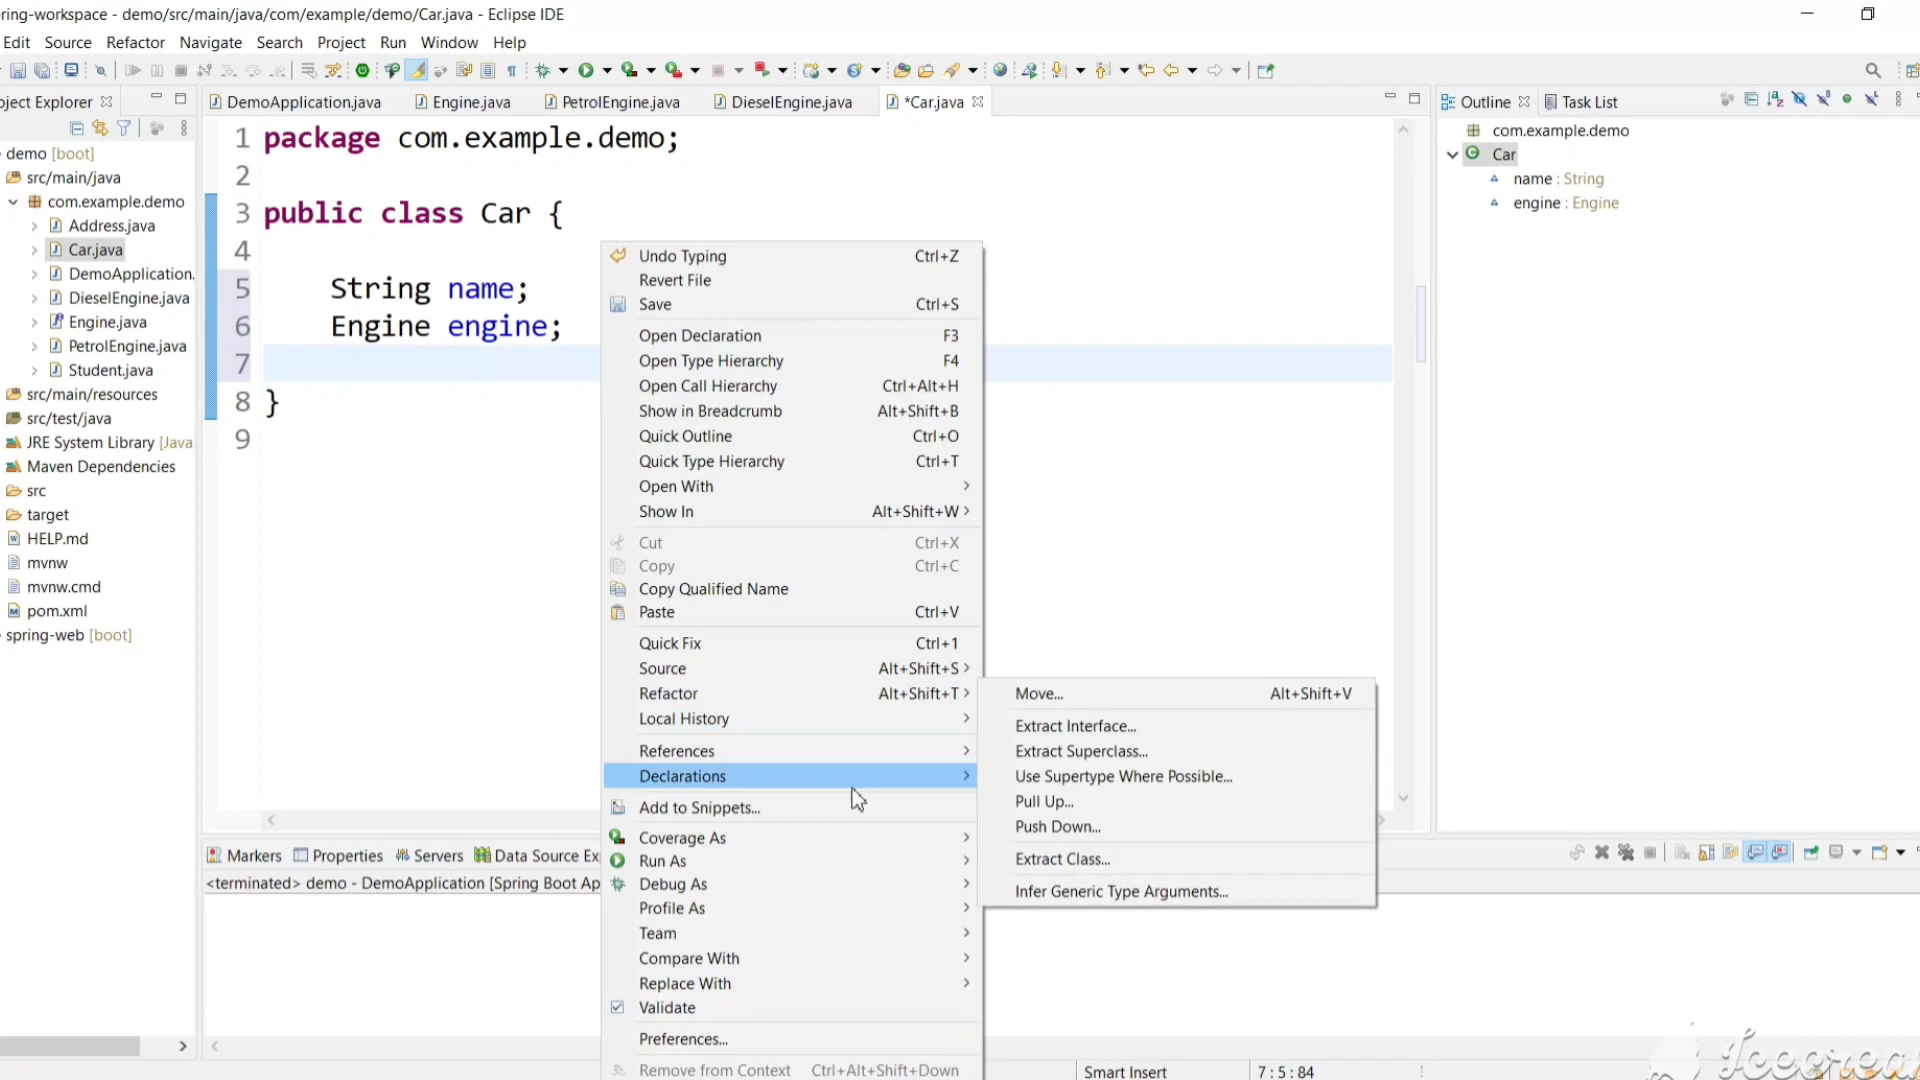 ring-workspace - demo/src/main/java/com/example/demo/Car.java - Eclipse IDE
Edit Source Refactor Navigate Search Project Run Window Help
oject Explorer
DemoApplication.java Engine.java PetrolEngine.java DieselEngine.java *Car.java
Outline Task List
demo [boot]
src/main/java
com.example.demo
Address.java
Car.java
DemoApplication.
DieselEngine.java
Engine.java
PetrolEngine.java
Student.java
src/main/resources
src/test/java
JRE System Library [Java
Maven Dependencies
src
target
HELP.md
mvnw
mvnw.cmd
pom.xml
spring-web [boot]
1 package com.example.demo;
2
3 public class Car {
4
5 String name;
6 Engine engine;
7
8 }
9
Undo Typing Ctrl+Z
Revert File
Save Ctrl+S
Open Declaration F3
Open Type Hierarchy F4
Open Call Hierarchy Ctrl+Alt+H
Show in Breadcrumb Alt+Shift+B
Quick Outline Ctrl+O
Quick Type Hierarchy Ctrl+T
Open With
Show In Alt+Shift+W
Cut Ctrl+X
Copy Ctrl+C
Copy Qualified Name
Paste Ctrl+V
Quick Fix Ctrl+1
Source Alt+Shift+S
Refactor Alt+Shift+T
Local History
References
Declarations
Add to Snippets...
Coverage As
Run As
Debug As
Profile As
Team
Compare With
Replace With
Validate
Preferences...
Remove from Context Ctrl+Alt+Shift+Down
Move... Alt+Shift+V
Extract Interface...
Extract Superclass...
Use Supertype Where Possible...
Pull Up...
Push Down...
Extract Class...
Infer Generic Type Arguments...
com.example.demo
Car
name : String
engine : Engine
Markers Properties Servers Data Source Ex
<terminated> demo - DemoApplication [Spring Boot Ap
Smart Insert 7 : 5 : 84
Icecrea